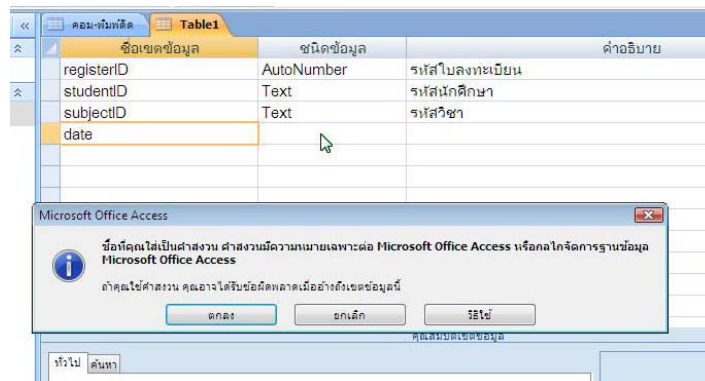 คอม-พิมพ์ดีด Table1
ชื่อเขตข้อมูล ชนิดข้อมูล คำอธิบาย
registerID AutoNumber รหัสใบลงทะเบียน
studentID Text รหัสนักศึกษา
subjectID Text รหัสวิชา
date
Microsoft Office Access
ชื่อที่คุณใส่เป็นคำสงวน คำสงวนมีความหมายเฉพาะต่อ Microsoft Office Access หรือกลไกจัดการฐานข้อมูล
Microsoft Office Access
ถ้าคุณใช้คำสงวน คุณอาจได้รับข้อผิดพลาดเมื่ออ้างถึงเขตข้อมูลนี้
ตกลง ยกเลิก วิธีใช้
คุณสมบัติเขตข้อมูล
ทั่วไป ค้นหา